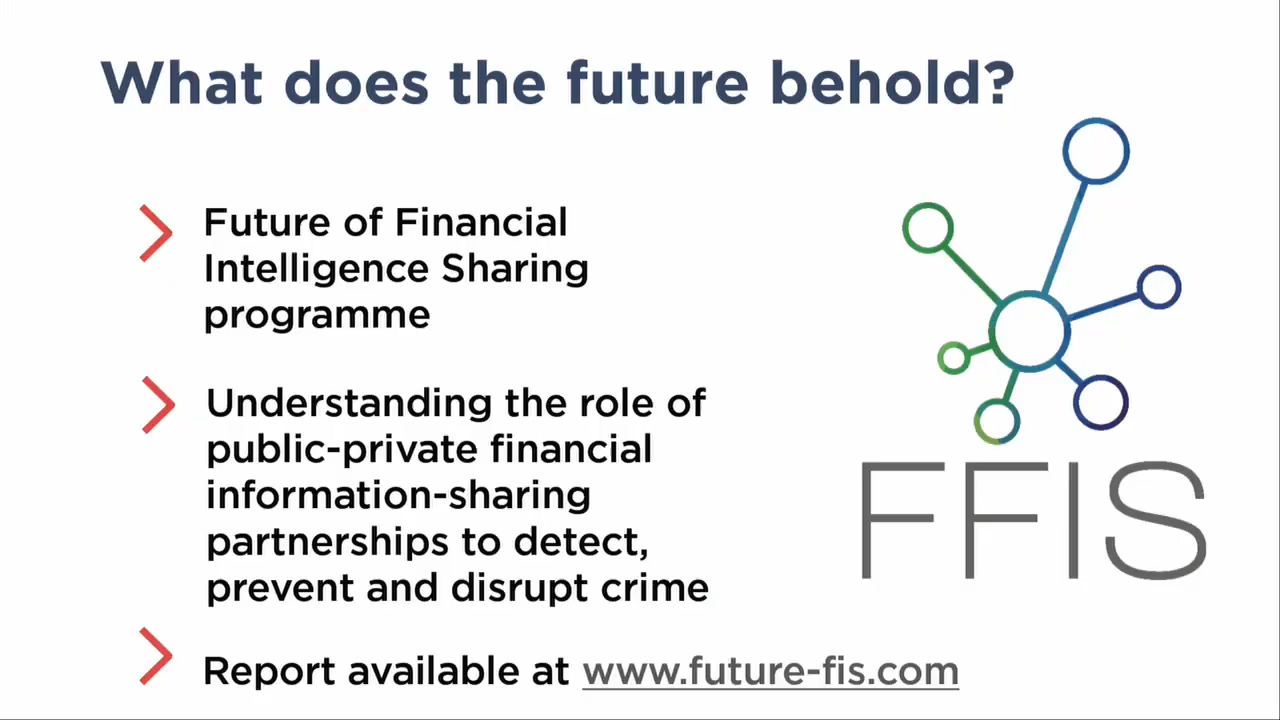 What does the future behold?
Future of Financial
Intelligence Sharing
programme
Understanding the role of
public-private financial
information-sharing
partnerships to detect,
prevent and disrupt crime
Report available at www.future-fis.com
FFIS